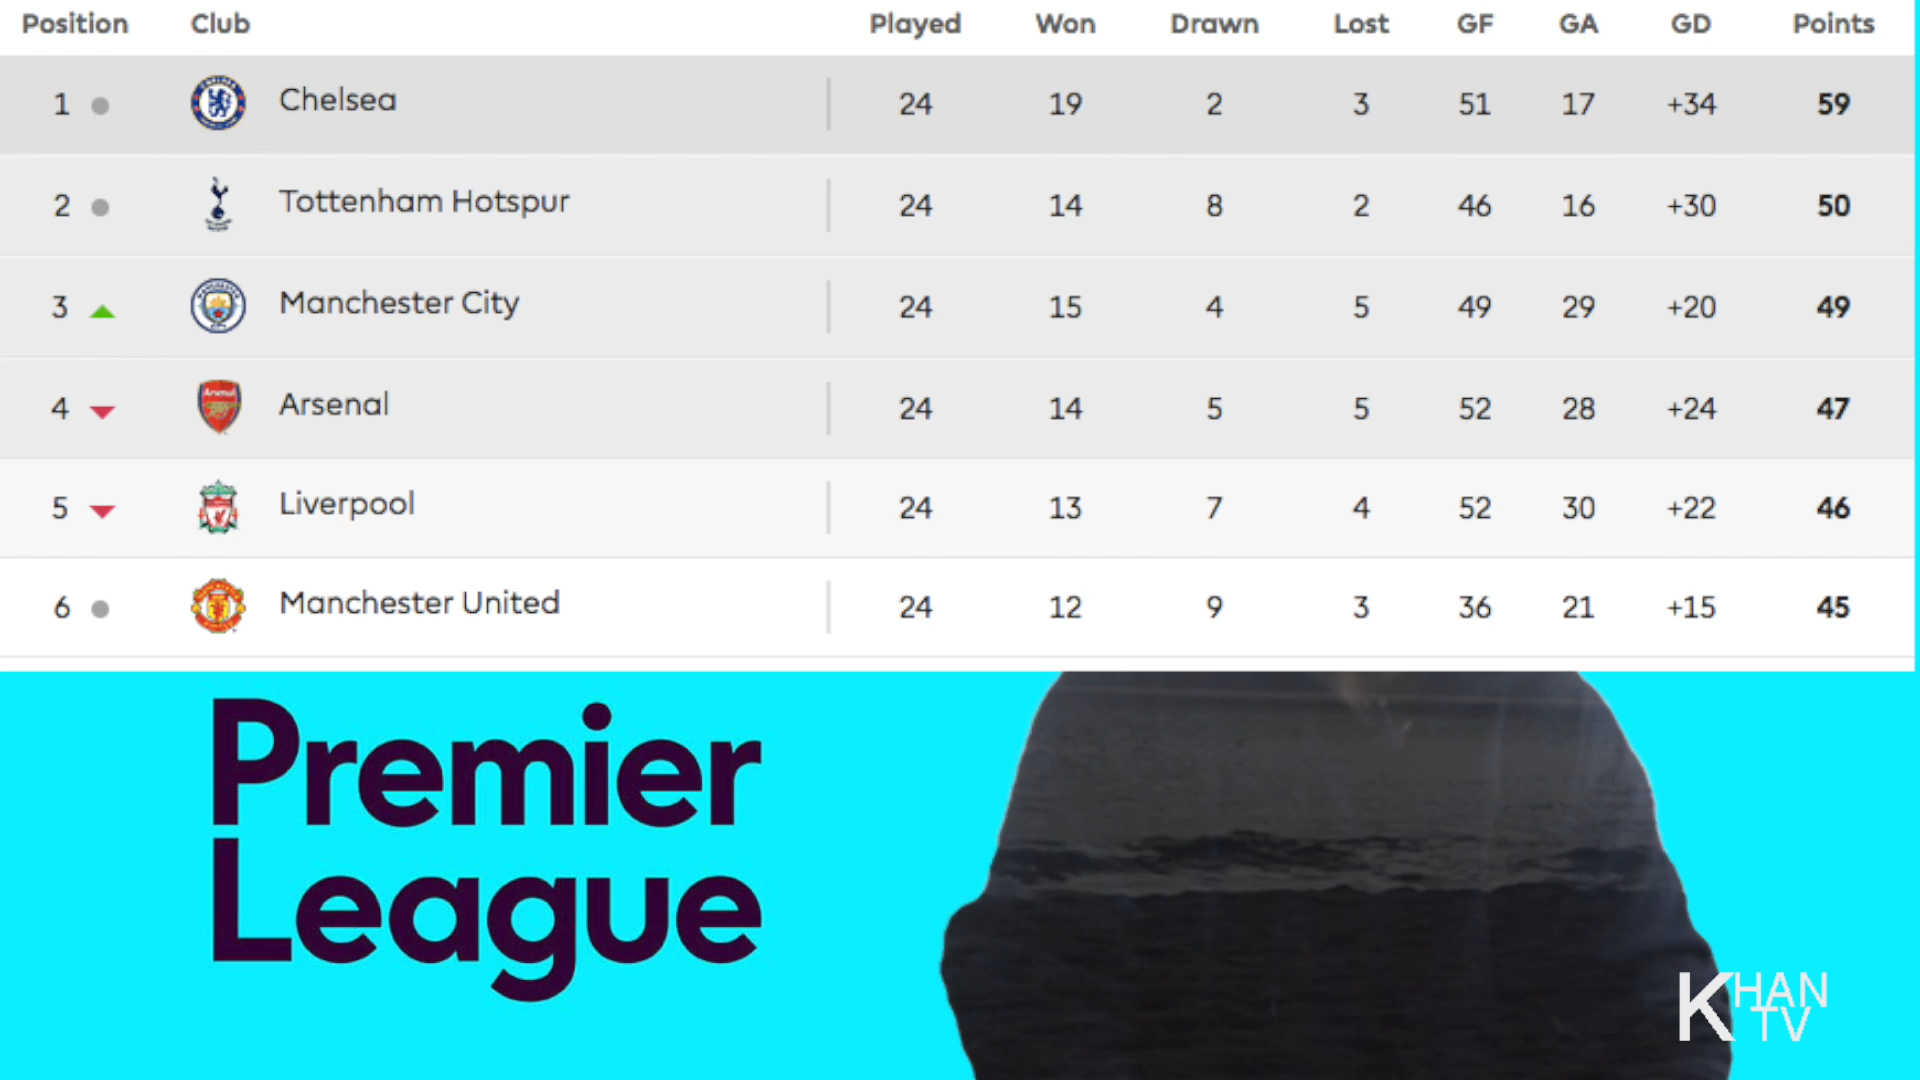 Position Club Played Won Drawn Lost GF GA GD Points
1 Chelsea 24 19 2 3 51 17 +34 59
2 Tottenham Hotspur 24 14 8 2 46 16 +30 50
3 Manchester City 24 15 4 5 49 29 +20 49
4 Arsenal 24 14 5 5 52 28 +24 47
5 Liverpool 24 13 7 4 52 30 +22 46
6 Manchester United 24 12 9 3 36 21 +15 45
Premier
League
KHAN
TV